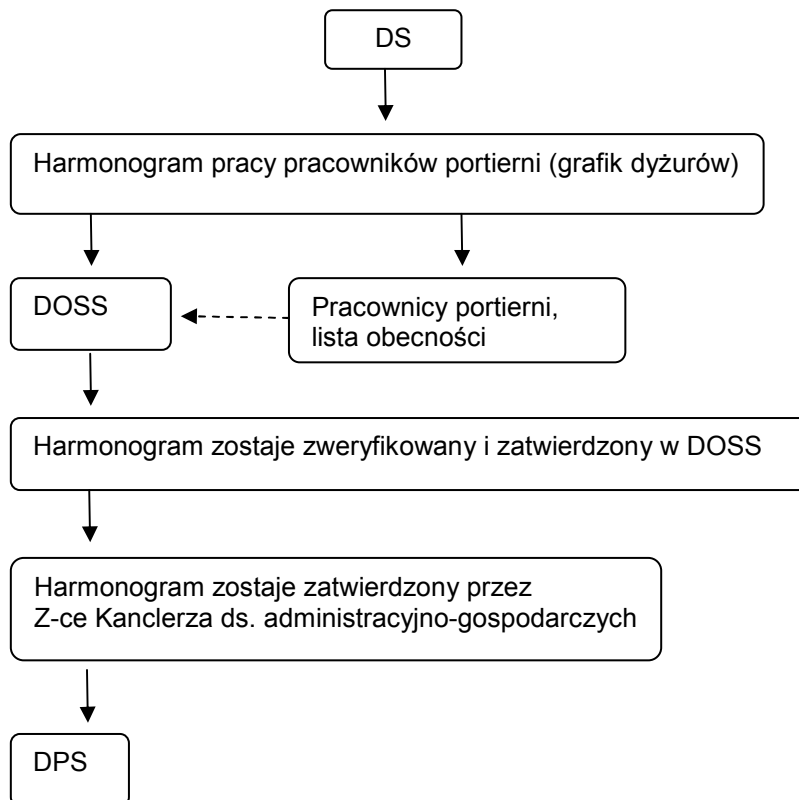 DS
Harmonogram pracy pracowników portierni (grafik dyżurów)
DOSS
Pracownicy portierni,
lista obecności
Harmonogram zostaje zweryfikowany i zatwierdzony w DOSS
Harmonogram zostaje zatwierdzony przez
Z-ce Kanclerza ds. administracyjno-gospodarczych
DPS